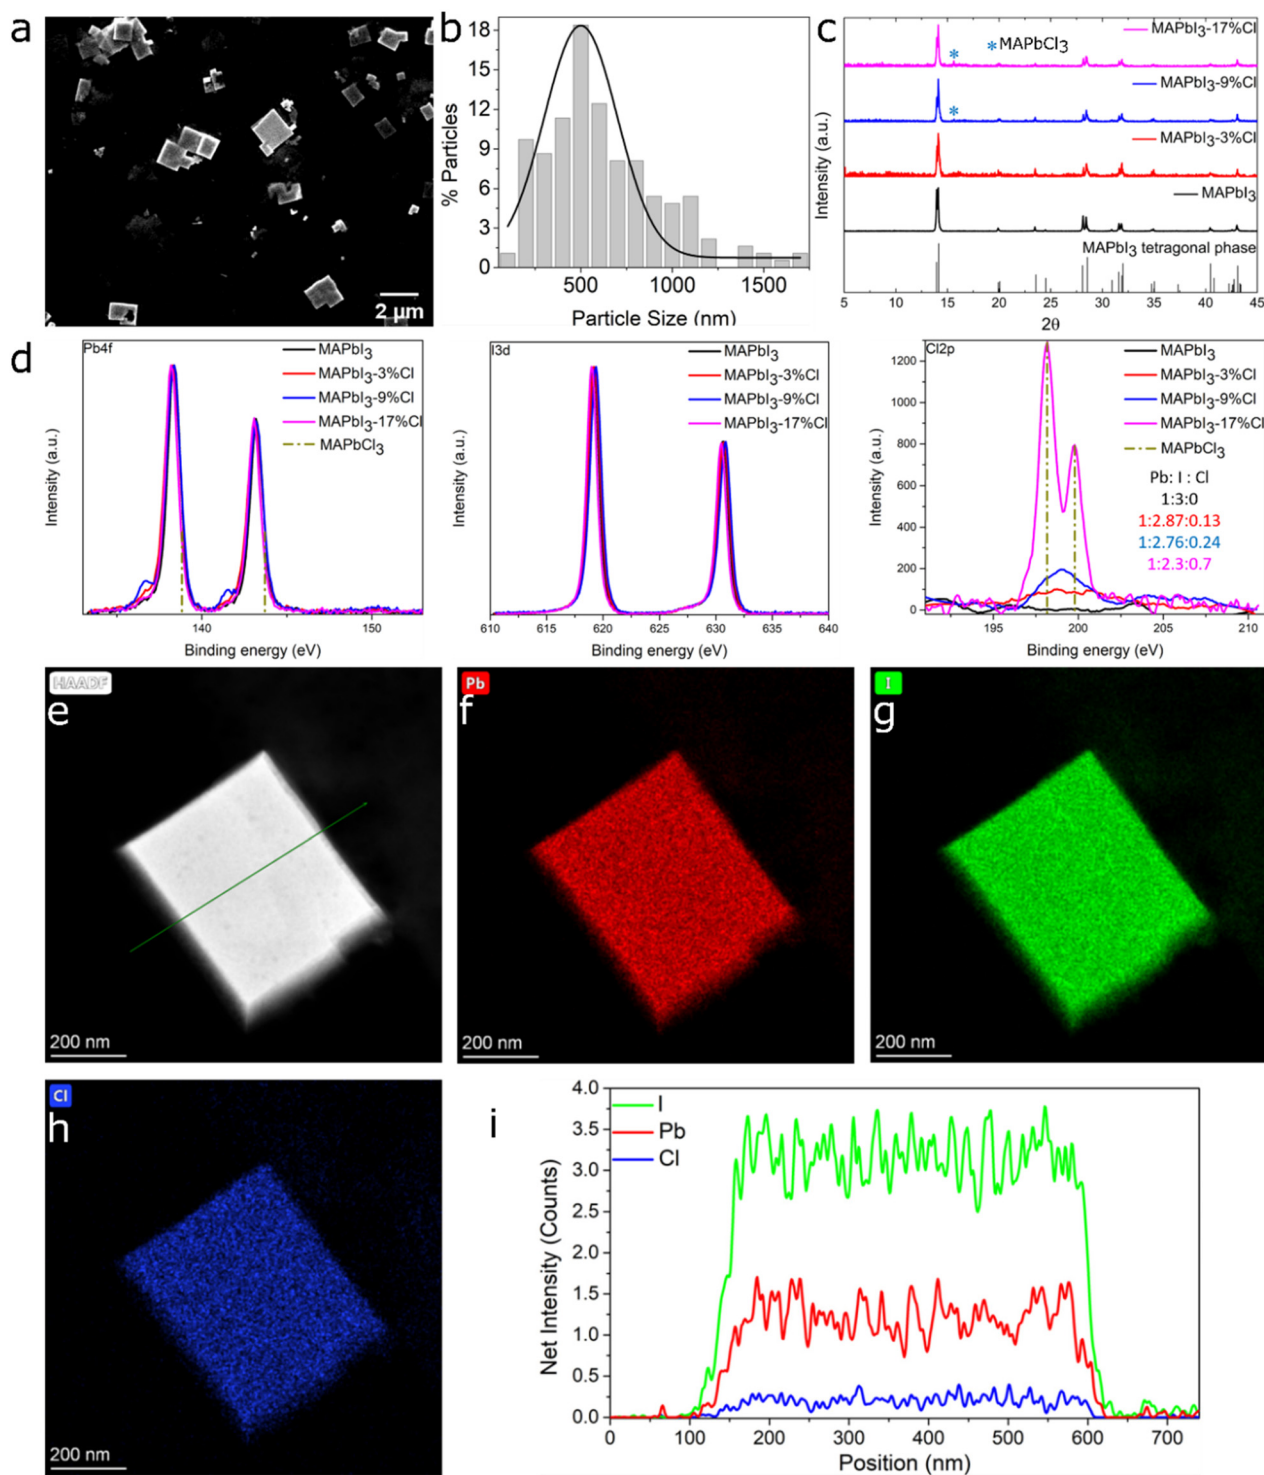 a
2 µm
b
% Particles
18
15
12
9
6
3
0
500
1000
1500
Particle Size (nm)
c
Intensity (a.u.)
MAPbI3-17%Cl
* MAPbCl3
*
MAPbI3-9%Cl
*
MAPbI3-3%Cl
MAPbI3
MAPbI3 tetragonal phase
5 10 15 20 25 30 35 40 45
2θ
d
Pb4f
MAPbI3
MAPbI3-3%Cl
MAPbI3-9%Cl
MAPbI3-17%Cl
MAPbCl3
Intensity (a.u.)
140 150
Binding energy (eV)
I3d
MAPbI3
MAPbI3-3%Cl
MAPbI3-9%Cl
MAPbI3-17%Cl
Intensity (a.u.)
610 615 620 625 630 635 640
Binding energy (eV)
Cl2p
MAPbI3
MAPbI3-3%Cl
MAPbI3-9%Cl
MAPbI3-17%Cl
MAPbCl3
Pb: I : Cl
1:3:0
1:2.87:0.13
1:2.76:0.24
1:2.3:0.7
Intensity (a.u.)
1200
1000
800
600
400
200
0
195 200 205 210
Binding energy (eV)
HAADF
e
200 nm
Pb
f
200 nm
I
g
200 nm
Cl
h
200 nm
i
I
Pb
Cl
Net Intensity (Counts)
4.0
3.5
3.0
2.5
2.0
1.5
1.0
0.5
0.0
0 100 200 300 400 500 600 700
Position (nm)